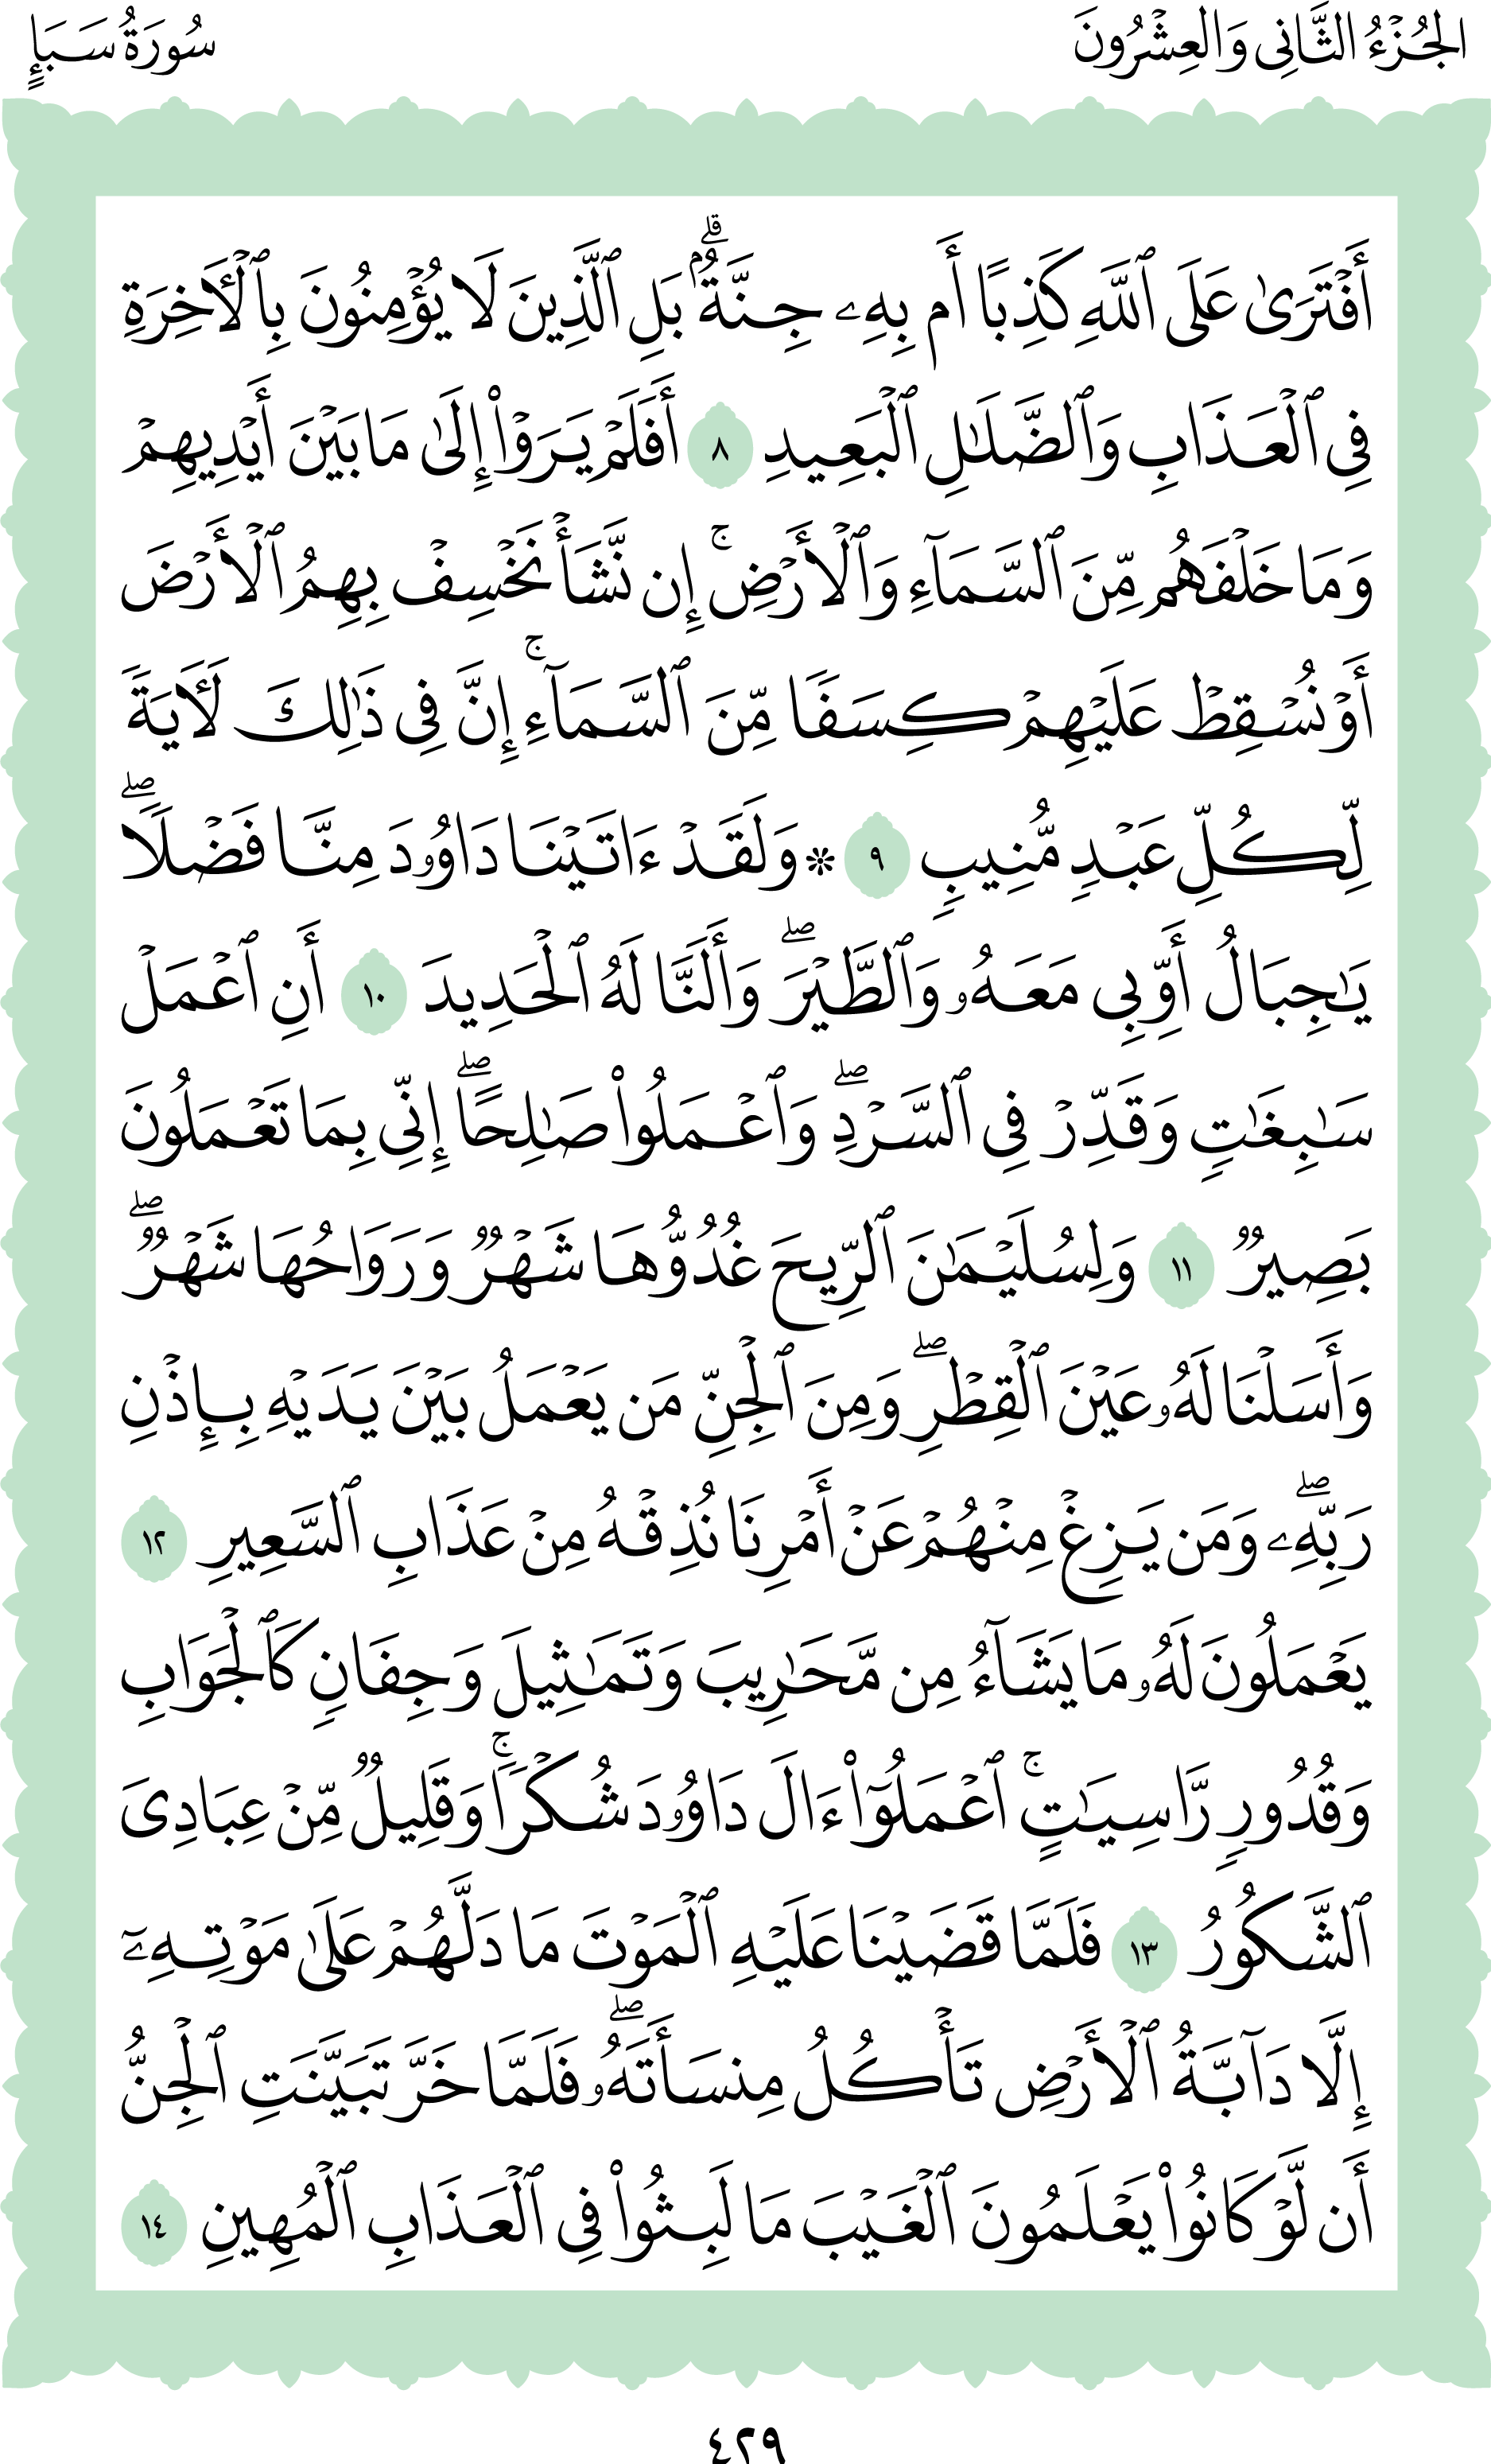 الجُزْءُ الثَّانِي وَالعِشْرُونَ
سُورَةُ سَبَإٍ
أَفۡتَرَىٰ عَلَى ٱللَّهِ كَذِبًا أَم بِهِۦ جِنَّةُۢۗ بَلِ ٱلَّذِينَ لَا يُؤۡمِنُونَ بِٱلۡأَخِرَةِ
فِي ٱلۡعَذَابِ وَٱلضَّلَٰلِ ٱلۡبَعِيدِ ٨ أَفَلَمۡ يَرَوۡاْ إِلَىٰ مَا بَيۡنَ أَيۡدِيهِمۡ
وَمَا خَلۡفَهُم مِّنَ ٱلسَّمَآءِ وَٱلۡأَرۡضِۚ إِن نَّشَأۡ نَخۡسِفۡ بِهِمُ ٱلۡأَرۡضَ
أَوۡ نُسۡقِطۡ عَلَيۡهِمۡ كِسَفٗا مِّنَ ٱلسَّمَآءِۚ إِنَّ فِي ذَٰلِكَ لَأٓيَةٗ
لِّكُلِّ عَبۡدٖ مُّنِيبٖ ٩ ۞ وَلَقَدۡ ءَاتَيۡنَا دَاوُۥدَ مِنَّا فَضۡلٗاۖ
يَٰجِبَالُ أَوِّبِي مَعَهُۥ وَٱلطَّيۡرَۖ وَأَلَنَّا لَهُ ٱلۡحَدِيدَ ١٠ أَنِ ٱعۡمَلۡ
سَٰبِغَٰتٖ وَقَدِّرۡ فِي ٱلسَّرۡدِۖ وَٱعۡمَلُواْ صَٰلِحًاۖ إِنِّي بِمَا تَعۡمَلُونَ
بَصِيرٞ ١١ وَلِسُلَيۡمَٰنَ ٱلرِّيحَ غُدُوُّهَا شَهۡرٞ وَرَوَاحُهَا شَهۡرٞۖ
وَأَسَلۡنَا لَهُۥ عَيۡنَ ٱلۡقِطۡرِۖ وَمِنَ ٱلۡجِنِّ مَن يَعۡمَلُ بَيۡنَ يَدَيۡهِ بِإِذۡنِ
رَبِّهِۦۖ وَمَن يَزِغۡ مِنۡهُمۡ عَنۡ أَمۡرِنَا نُذِقۡهُ مِنۡ عَذَابِ ٱلسَّعِيرِ ١٢
يَعۡمَلُونَ لَهُۥ مَا يَشَآءُ مِن مَّحَٰرِيبَ وَتَمَٰثِيلَ وَجِفَانٖ كَٱلۡجَوَابِ
وَقُدُورٖ رَّاسِيَٰتٍۚ ٱعۡمَلُوٓاْ ءَالَ دَاوُۥدَ شُكۡرٗاۚ وَقَلِيلٞ مِّنۡ عِبَادِيَ
ٱلشَّكُورُ ١٣ فَلَمَّا قَضَيۡنَا عَلَيۡهِ ٱلۡمَوۡتَ مَا دَلَّهُمۡ عَلَىٰ مَوۡتِهِۦٓ
إِلَّا دَآبَّةُ ٱلۡأَرۡضِ تَأۡكُلُ مِنسَأَتَهُۥۖ فَلَمَّا خَرَّ تَبَيَّنَتِ ٱلۡجِنُّ
أَن لَّوۡ كَانُواْ يَعۡلَمُونَ ٱلۡغَيۡبَ مَا لَبِثُواْ فِي ٱلۡعَذَابِ ٱلۡمُهِينِ ١٤
٤٢٩